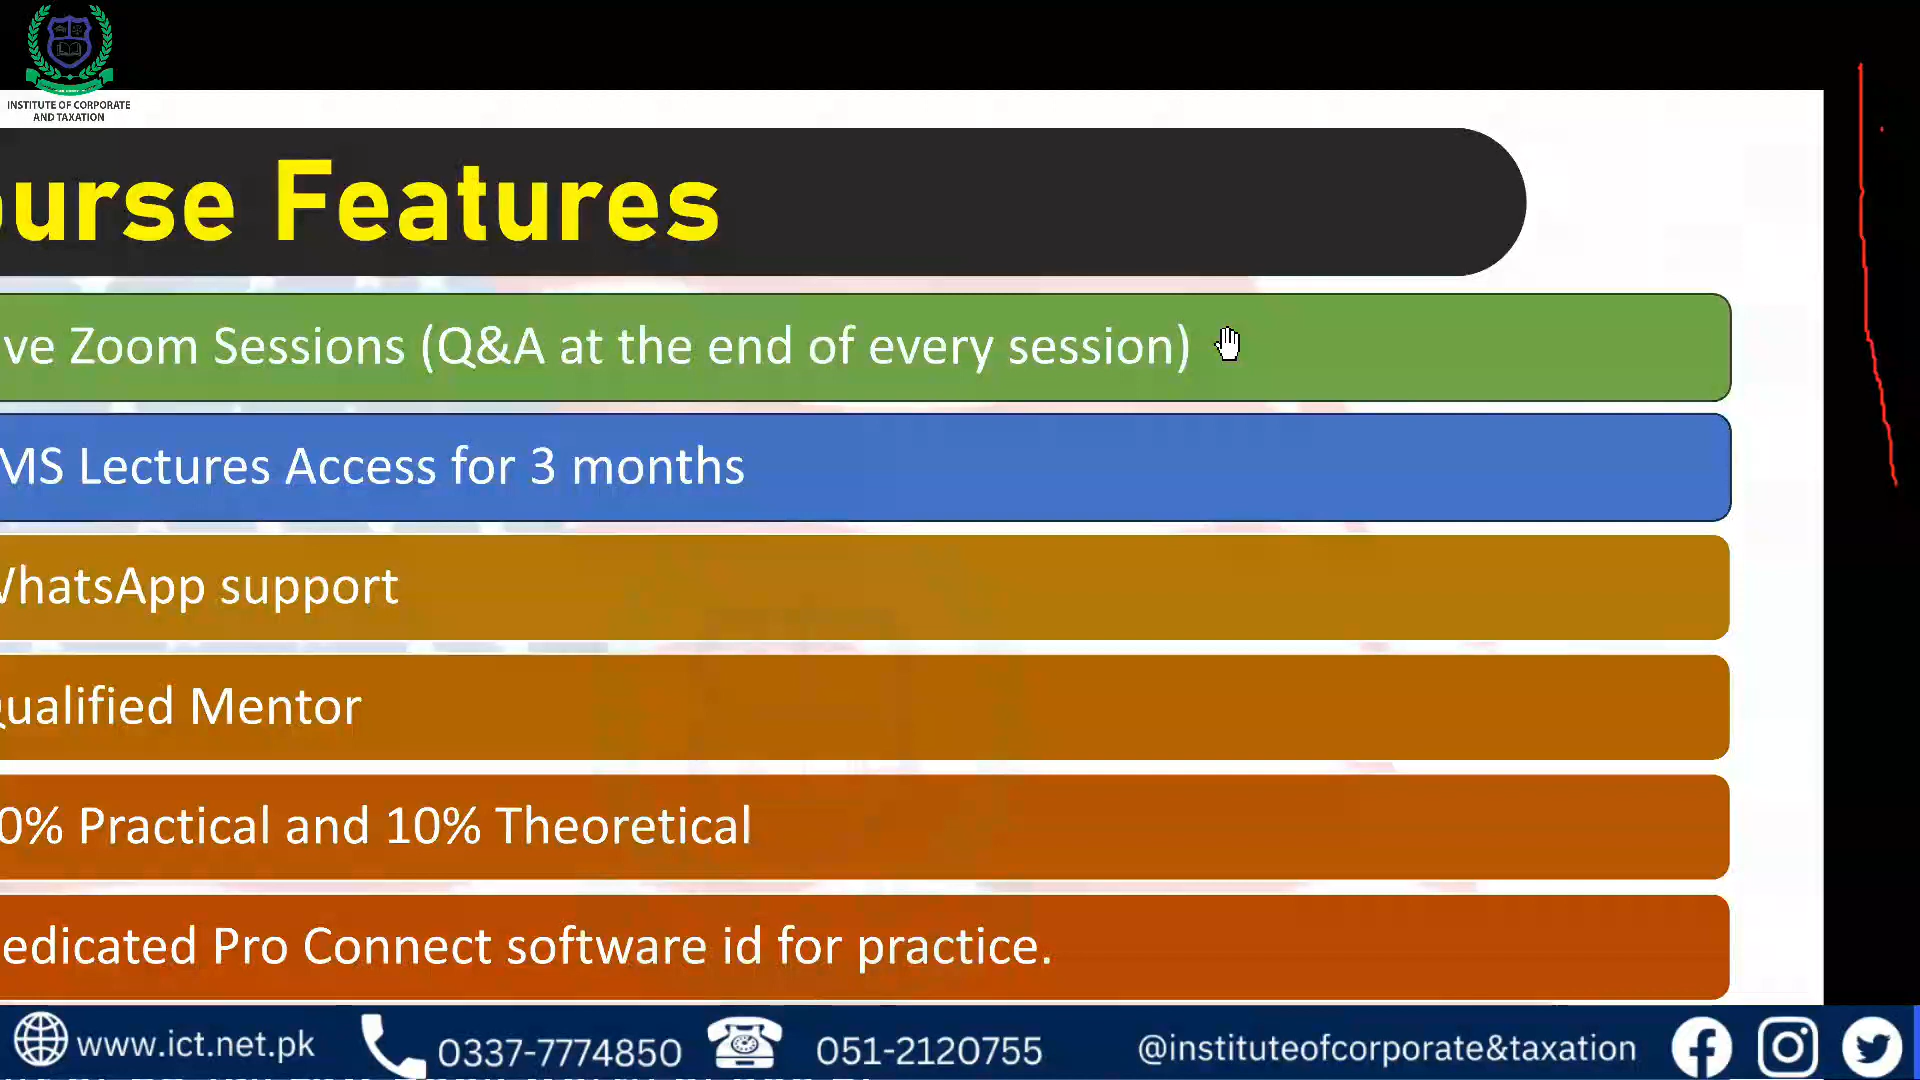 INSTITUTE OF CORPORATE
AND TAXATION
urse Features
ve Zoom Sessions (Q&A at the end of every session)
MS Lectures Access for 3 months
WhatsApp support
Qualified Mentor
0% Practical and 10% Theoretical
edicated Pro Connect software id for practice.
www.ict.net.pk
0337-7774850
051-2120755
@instituteofcorporate&taxation